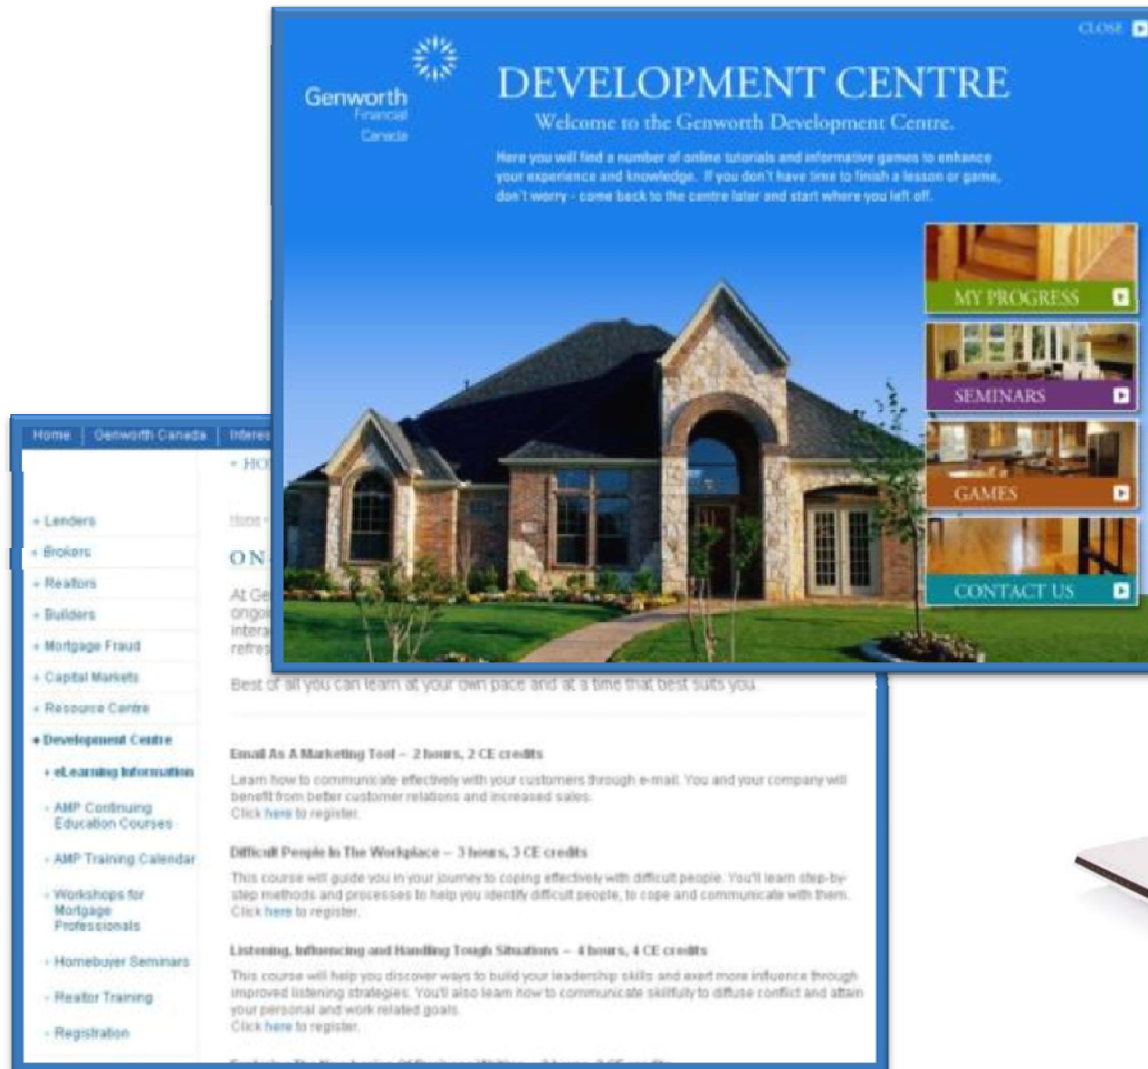 CLOSE
Genworth
Financial
Canada
DEVELOPMENT CENTRE
Welcome to the Genworth Development Centre.
Here you will find a number of online tutorials and informative games to enhance
your experience and knowledge. If you don't have time to finish a lesson or game,
don't worry - come back to the centre later and start where you left off.
MY PROGRESS
SEMINARS
GAMES
CONTACT US
Home | Genworth Canada |
+ Lenders
+ Brokers
+ Realtors
+ Builders
+ Mortgage Fraud
+ Capital Markets
+ Resource Centre
+ Development Centre
+ eLearning Information
- AMP Continuing
Education Courses
- AMP Training Calendar
- Workshops for
Mortgage
Professionals
- Homebuyer Seminars
- Realtor Training
- Registration
Home
ON-
At Ge
ongoi
intera
refres
Best of all you can learn at your own pace and at a time that best suits you.
Email As A Marketing Tool – 2 hours, 2 CE credits
Learn how to communicate effectively with your customers through e-mail. You and your company will
benefit from better customer relations and increased sales.
Click here to register.
Difficult People In The Workplace – 3 hours, 3 CE credits
This course will guide you in your journey to coping effectively with difficult people. You'll learn step-by-
step methods and processes to help you identify difficult people, to cope and communicate with them.
Click here to register.
Listening, Influencing and Handling Tough Situations – 4 hours, 4 CE credits
This course will help you discover ways to build your leadership skills and exert more influence through
improved listening strategies. You'll also learn how to communicate skillfully to diffuse conflict and attain
your personal and work related goals.
Click here to register.